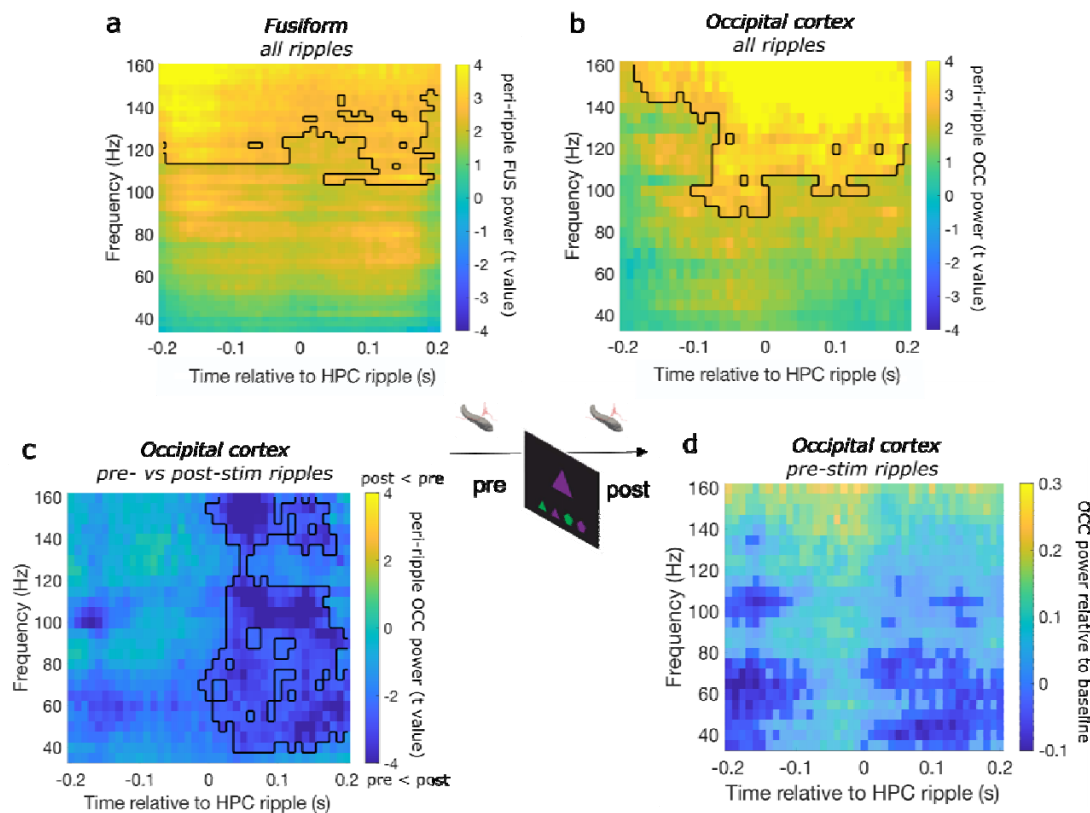 a
Fusiform
all ripples
160
140
120
100
80
60
40
Frequency (Hz)
-0.2
-0.1
0
0.1
0.2
Time relative to HPC ripple (s)
4
3
2
1
0
-1
-2
-3
-4
peri-ripple FUS power (t value)
b
Occipital cortex
all ripples
160
140
120
100
80
60
40
Frequency (Hz)
-0.2
-0.1
0
0.1
0.2
Time relative to HPC ripple (s)
4
3
2
1
0
-1
-2
-3
-4
peri-ripple OCC power (t value)
c
Occipital cortex
pre- vs post-stim ripples
post < pre
160
140
120
100
80
60
40
Frequency (Hz)
-0.2
-0.1
0
0.1
0.2
Time relative to HPC ripple (s)
4
2
0
-2
-4
pre < post
peri-ripple OCC power (t value)
pre
post
d
Occipital cortex
pre-stim ripples
160
140
120
100
80
60
40
Frequency (Hz)
-0.2
-0.1
0
0.1
0.2
Time relative to HPC ripple (s)
0.3
0.2
0.1
0
-0.1
OCC power relative to baseline